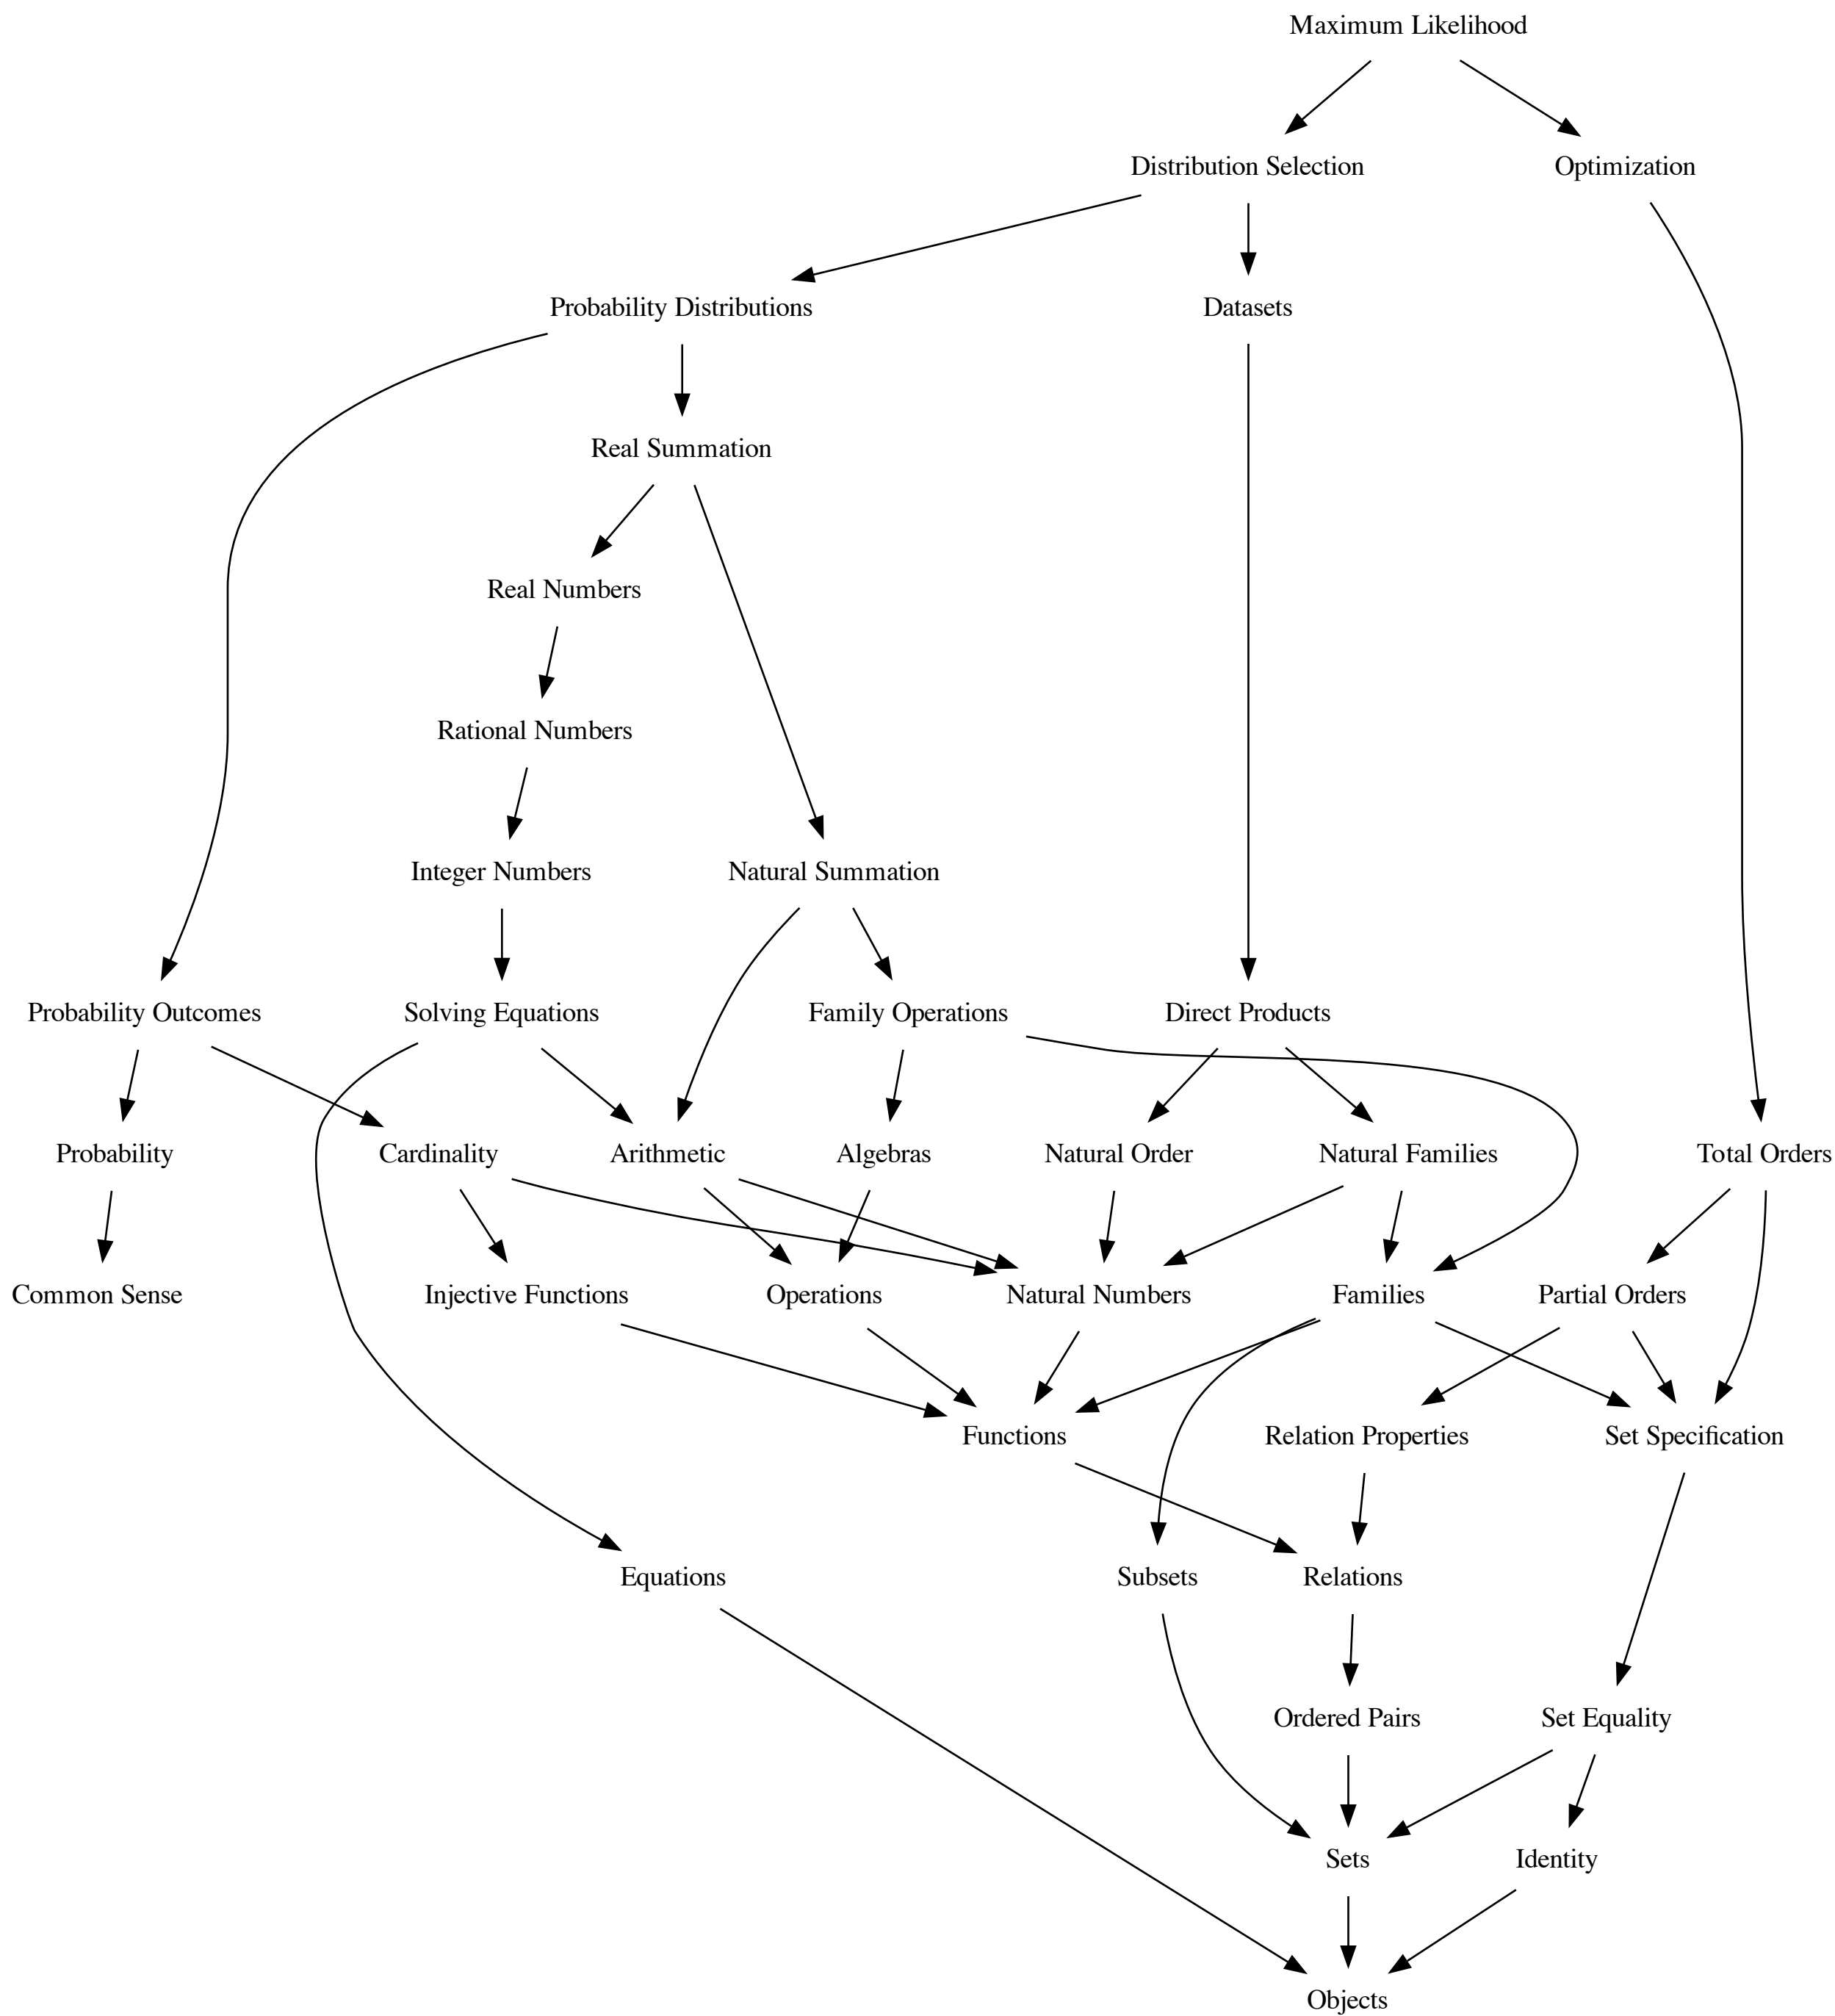 Maximum Likelihood
Distribution Selection
Optimization
Probability Distributions
Datasets
Real Summation
Real Numbers
Rational Numbers
Integer Numbers
Natural Summation
Probability Outcomes
Solving Equations
Family Operations
Direct Products
Probability
Cardinality
Arithmetic
Algebras
Natural Order
Natural Families
Total Orders
Common Sense
Injective Functions
Operations
Natural Numbers
Families
Partial Orders
Functions
Relation Properties
Set Specification
Equations
Subsets
Relations
Ordered Pairs
Set Equality
Sets
Identity
Objects